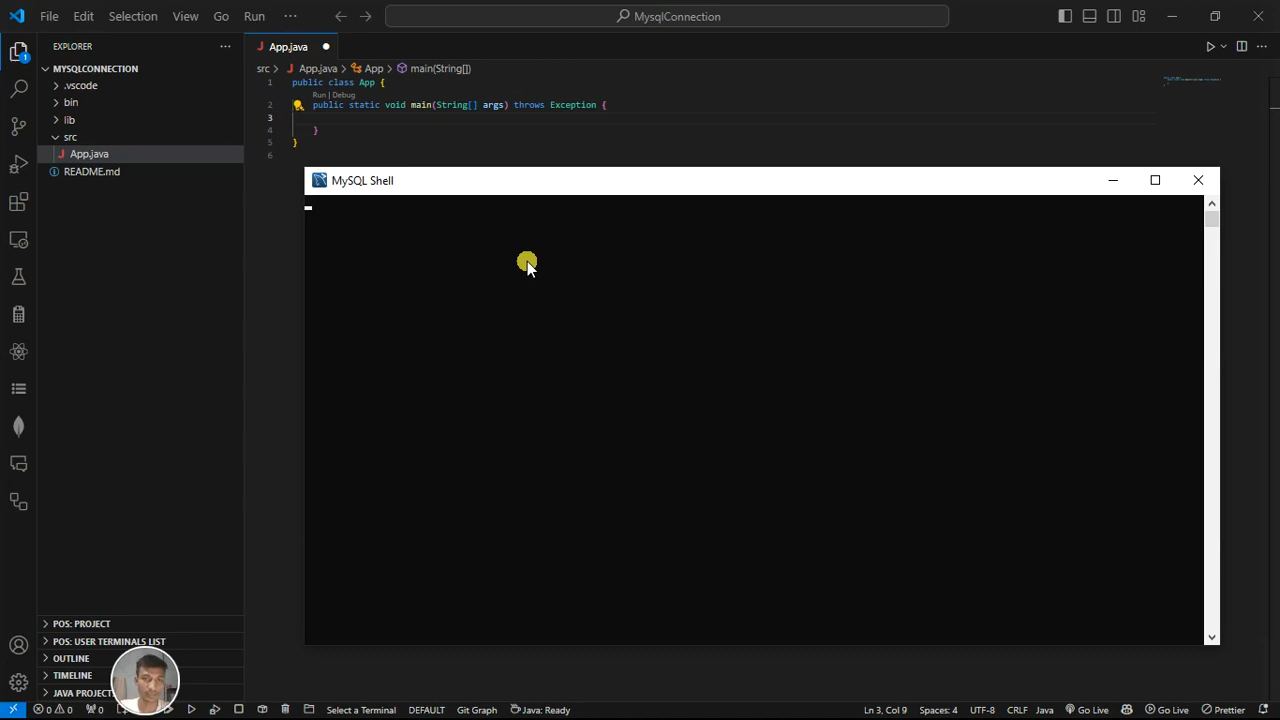 File Edit Selection View Go Run ··· MysqlConnection
EXPLORER
MYSQLCONNECTION
.vscode
bin
lib
src
J App.java
README.md
POS: PROJECT
POS: USER TERMINALS LIST
OUTLINE
TIMELINE
JAVA PROJECT
J App.java
src > J App.java > App > main(String[])
1 public class App {
Run | Debug
2 public static void main(String[] args) throws Exception {
3
4 }
5 }
6
MySQL Shell
0 0 0 Select a Terminal DEFAULT Git Graph Java: Ready Ln 3, Col 9 Spaces: 4 UTF-8 CRLF Java Go Live Go Live Prettier